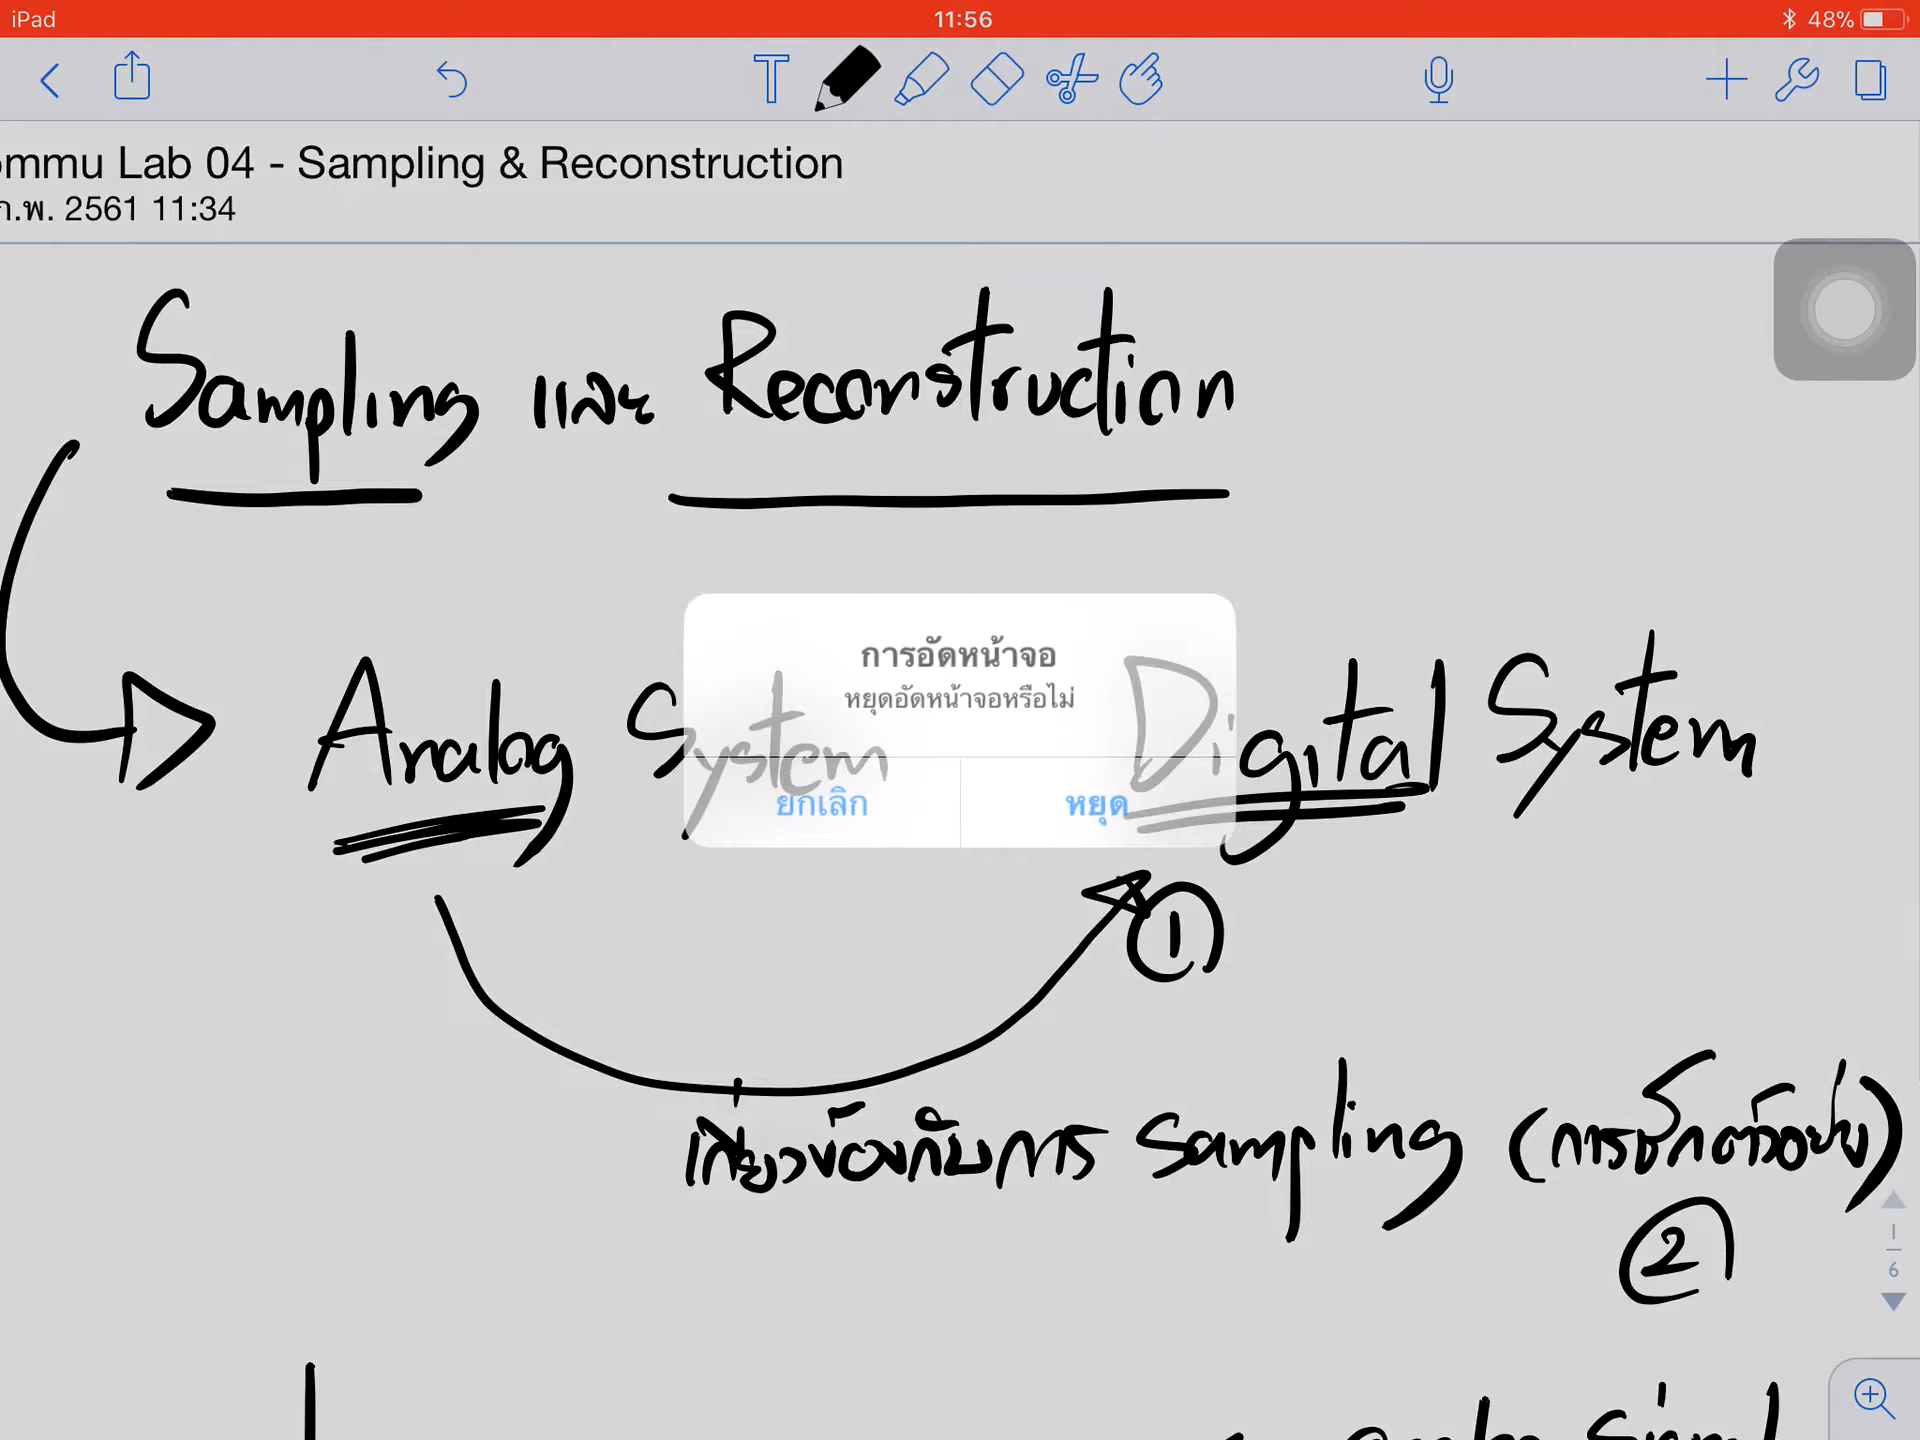 iPad 11:56 48%
ommu Lab 04 - Sampling & Reconstruction
ก.พ. 2561 11:34
Sampling และ Reconstruction
การอัดหน้าจอ
หยุดอัดหน้าจอหรือไม่
Analog System Digital System
ยกเลิก หยุด
1
เกี่ยวข้องกับการ Sampling (การชักตัวอย่าง)
2
1
6